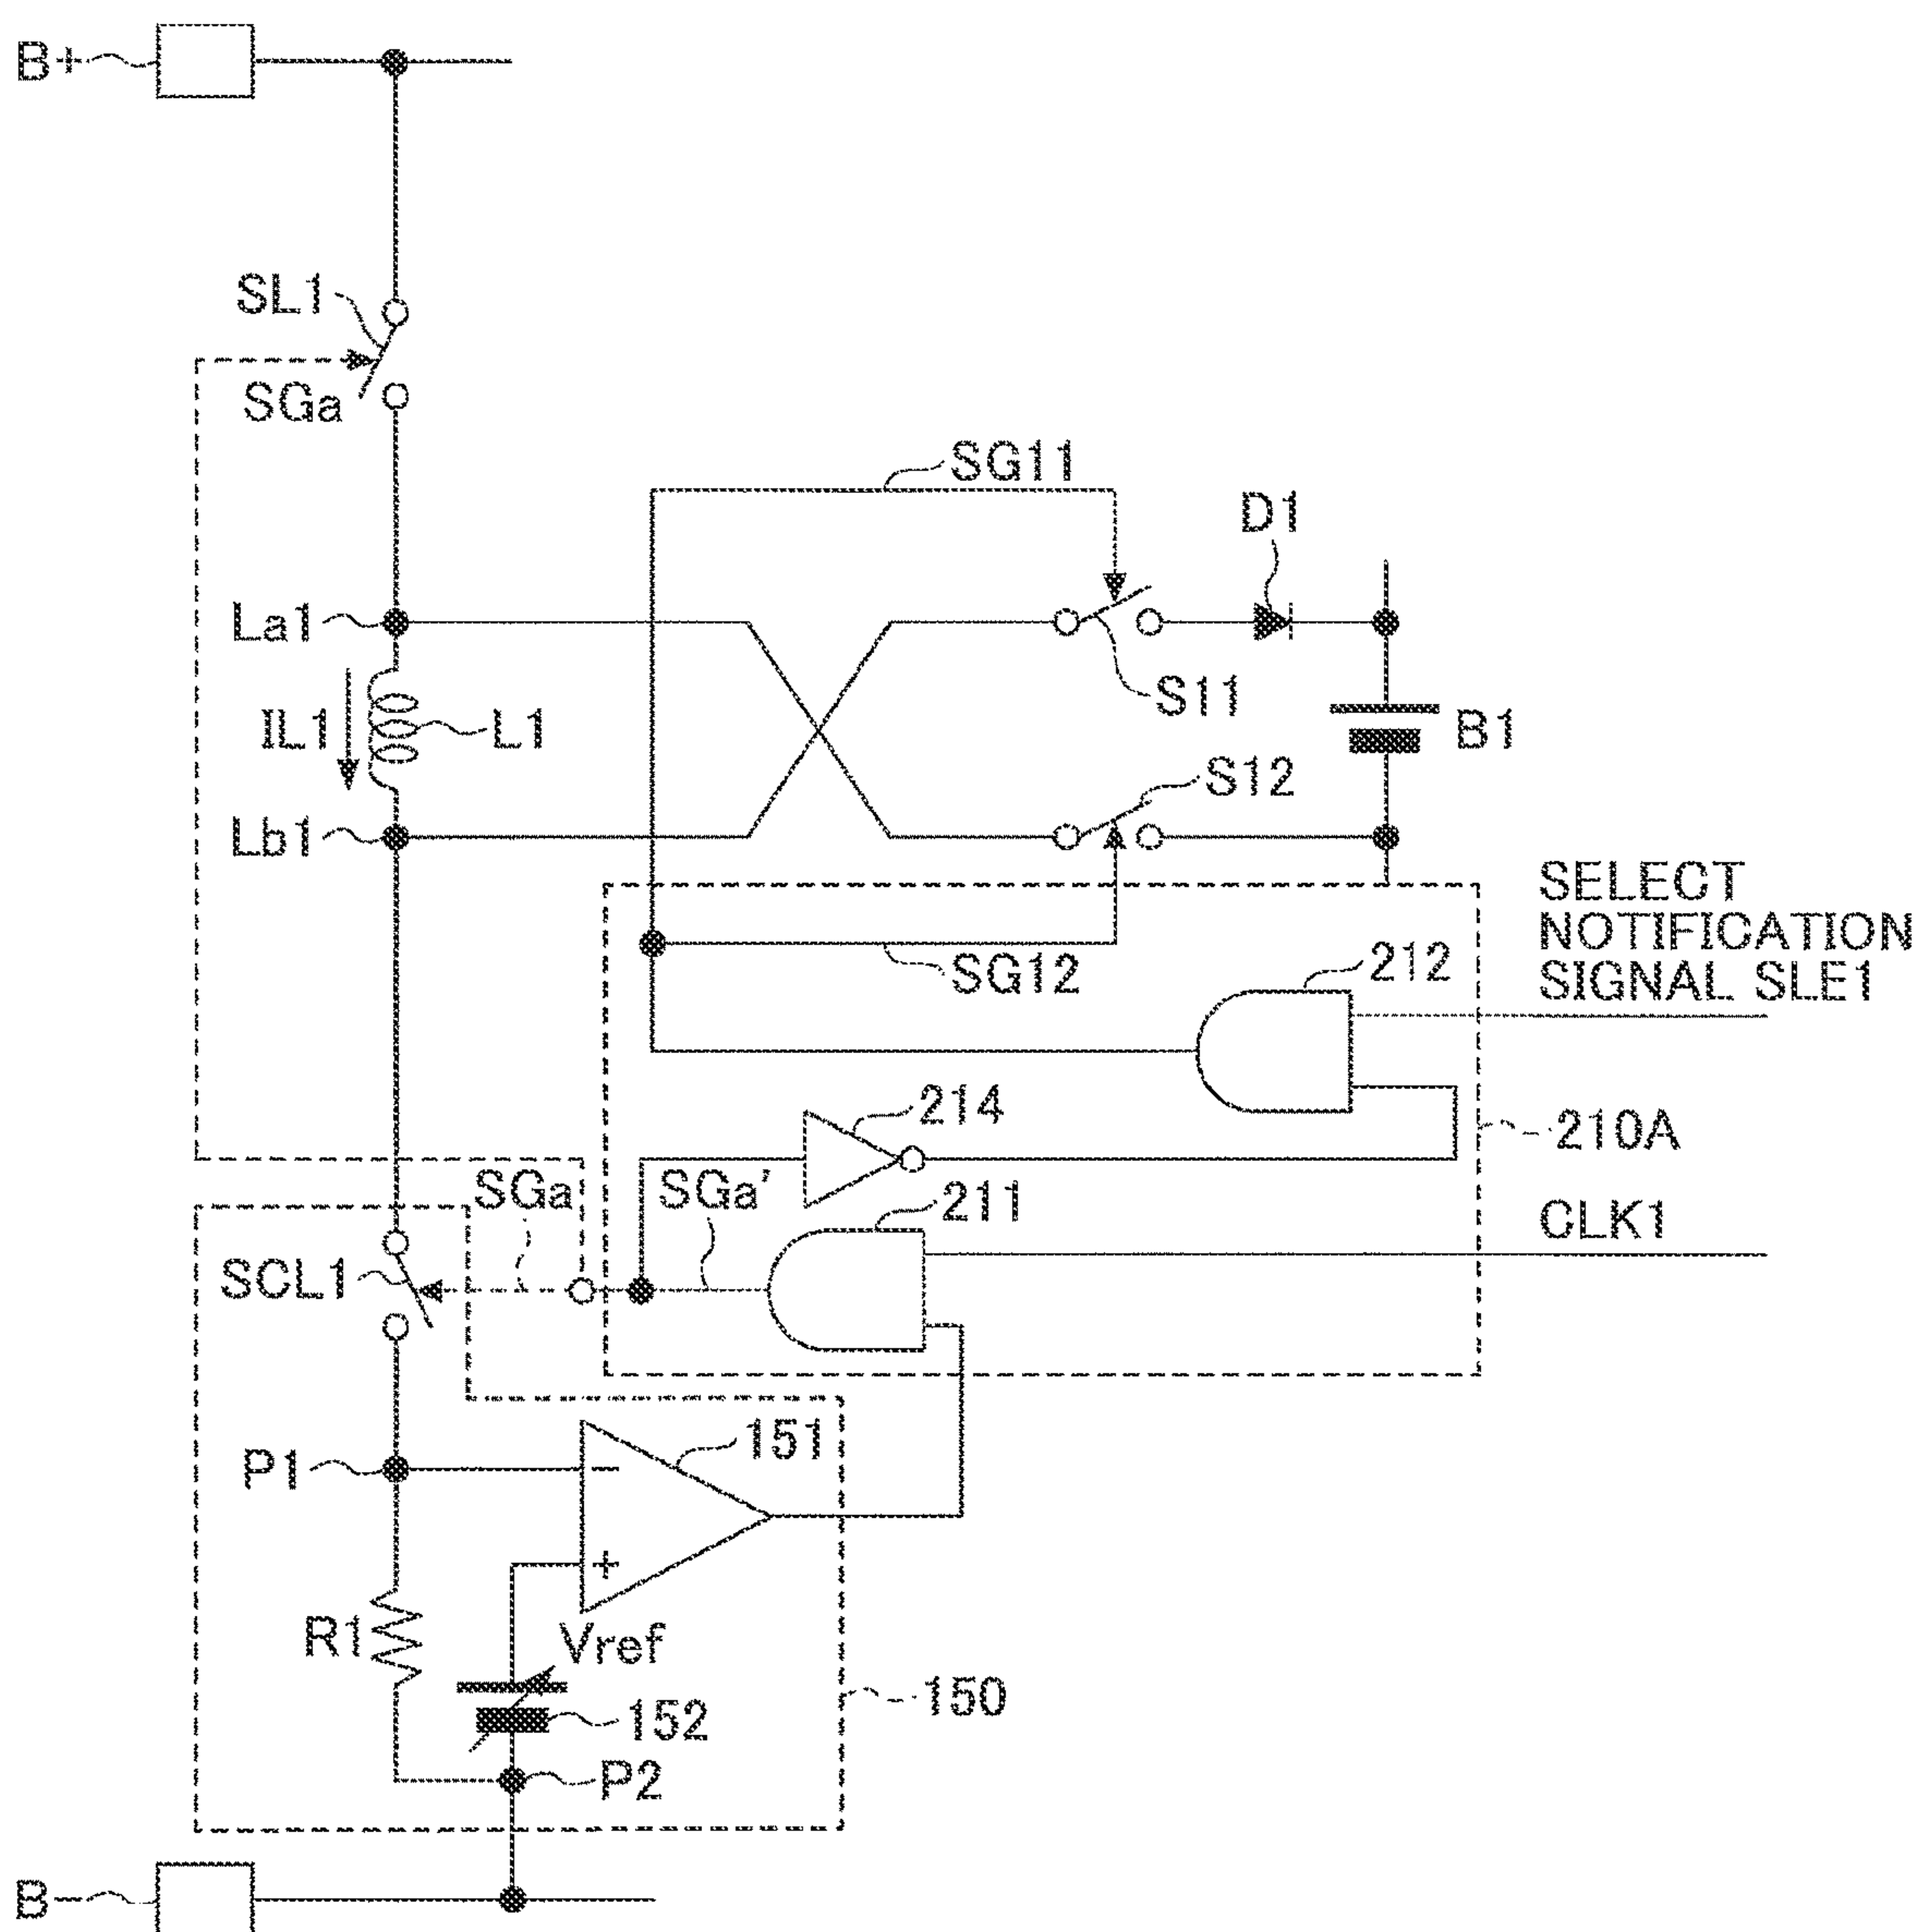 B+
SL1
SGa
SG11
D1
La1
S11
IL1
L1
B1
S12
Lb1
SELECT
NOTIFICATION
SIGNAL SLE1
SG12
212
214
210A
SGa
SGa'
211
CLK1
SCL1
151
P1
−
+
R1
Vref
152
150
P2
B-